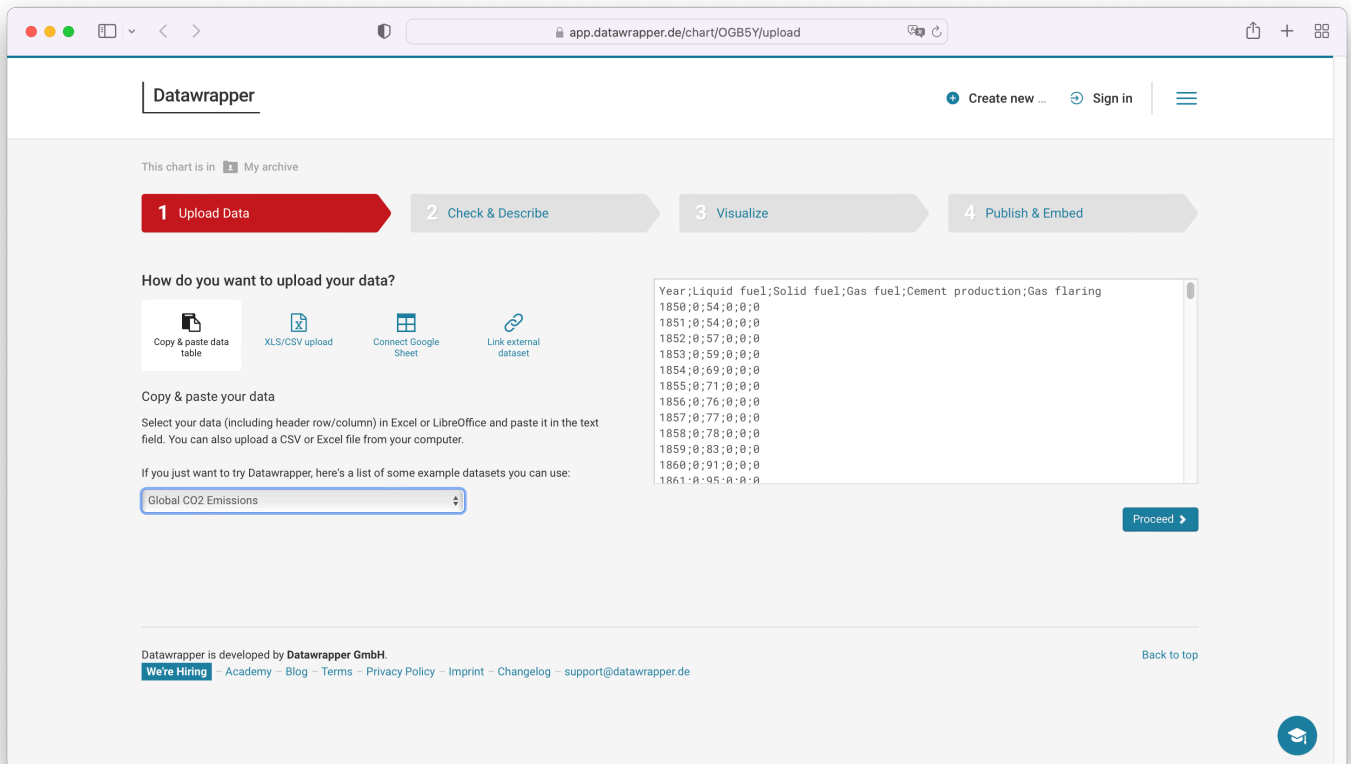 app.datawrapper.de/chart/OGB5Y/upload
Datawrapper
Create new ...
Sign in
This chart is in My archive
1 Upload Data
2 Check & Describe
3 Visualize
4 Publish & Embed
How do you want to upload your data?
Copy & paste data
table
XLS/CSV upload
Connect Google
Sheet
Link external
dataset
Copy & paste your data
Select your data (including header row/column) in Excel or LibreOffice and paste it in the text
field. You can also upload a CSV or Excel file from your computer.
If you just want to try Datawrapper, here's a list of some example datasets you can use:
Global CO2 Emissions
Year;Liquid fuel;Solid fuel;Gas fuel;Cement production;Gas flaring
1850;0;54;0;0;0
1851;0;54;0;0;0
1852;0;57;0;0;0
1853;0;59;0;0;0
1854;0;69;0;0;0
1855;0;71;0;0;0
1856;0;76;0;0;0
1857;0;77;0;0;0
1858;0;78;0;0;0
1859;0;83;0;0;0
1860;0;91;0;0;0
1861;0;95;0;0;0
Proceed
Datawrapper is developed by Datawrapper GmbH.
Back to top
We're Hiring – Academy – Blog – Terms – Privacy Policy – Imprint – Changelog – support@datawrapper.de